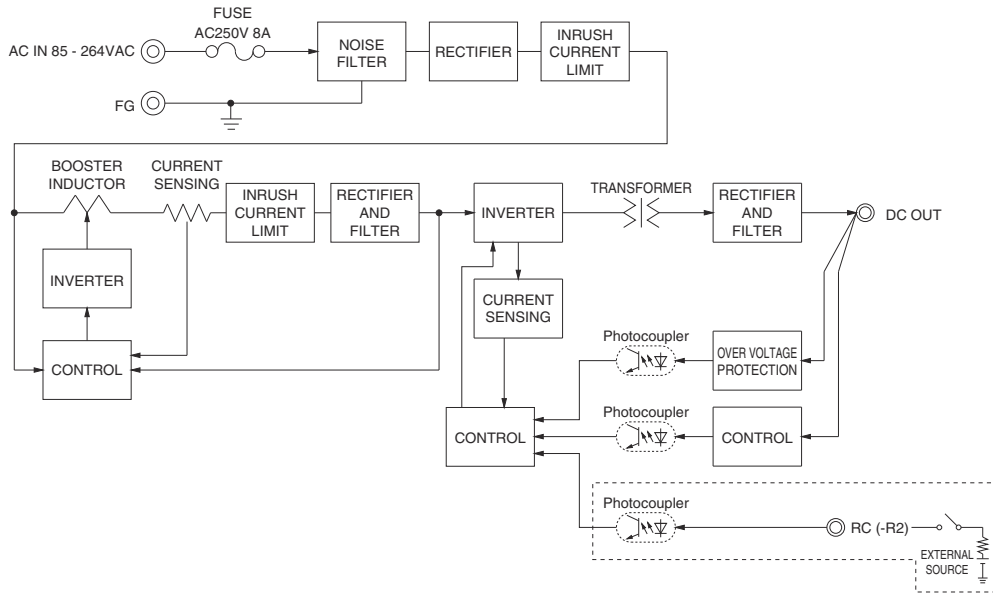 FUSE
AC250V 8A
AC IN 85 - 264VAC
NOISE
FILTER
RECTIFIER
INRUSH
CURRENT
LIMIT
FG
BOOSTER
INDUCTOR
CURRENT
SENSING
INRUSH
CURRENT
LIMIT
RECTIFIER
AND
FILTER
INVERTER
TRANSFORMER
RECTIFIER
AND
FILTER
DC OUT
INVERTER
CURRENT
SENSING
CONTROL
Photocoupler
OVER VOLTAGE
PROTECTION
Photocoupler
CONTROL
CONTROL
Photocoupler
RC (-R2)
EXTERNAL
SOURCE